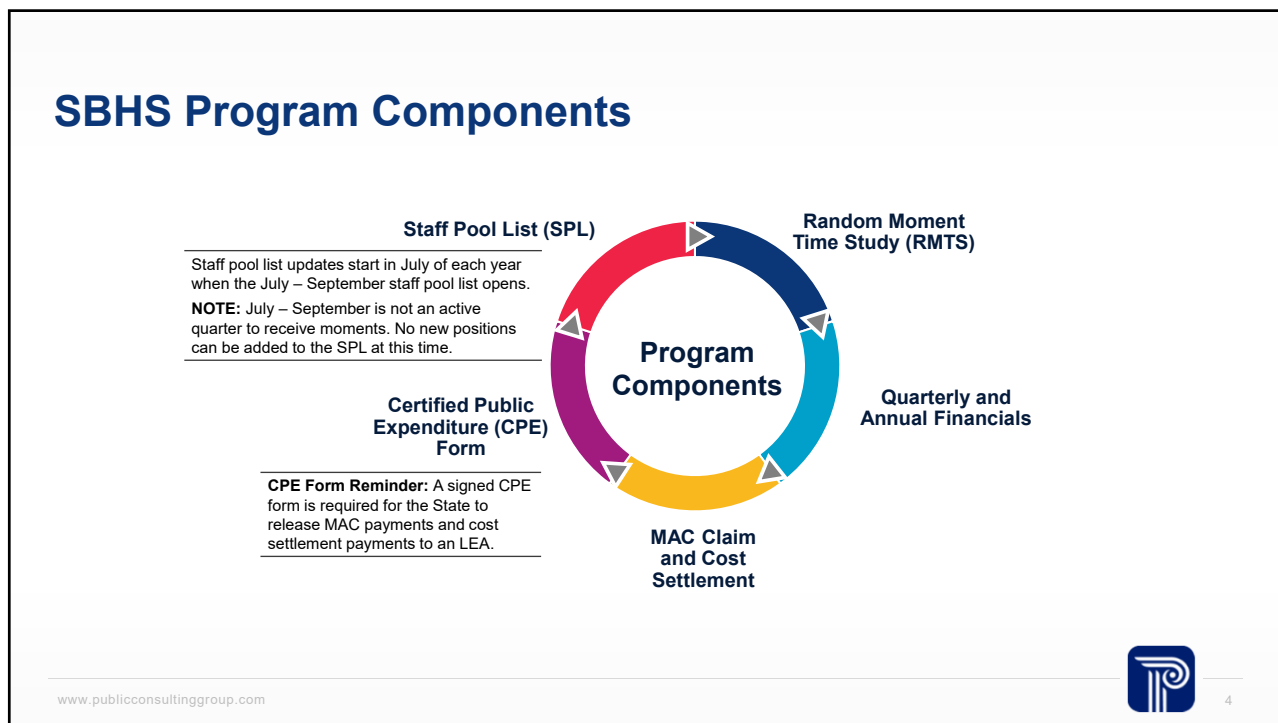 SBHS Program Components
Staff Pool List (SPL)
Staff pool list updates start in July of each year
when the July – September staff pool list opens.
NOTE: July – September is not an active
quarter to receive moments. No new positions
can be added to the SPL at this time.
Random Moment
Time Study (RMTS)
Program
Components
Certified Public
Expenditure (CPE)
Form
CPE Form Reminder: A signed CPE
form is required for the State to
release MAC payments and cost
settlement payments to an LEA.
Quarterly and
Annual Financials
MAC Claim
and Cost
Settlement
www.publicconsultinggroup.com
4